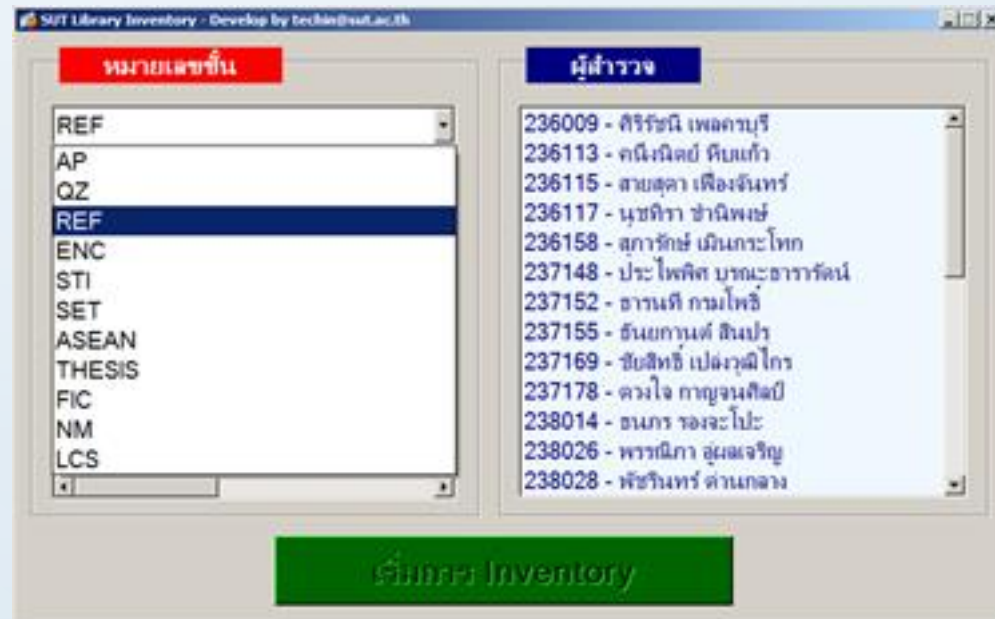 SUT Library Inventory - Develop by techin@sut.ac.th
หมายเลขชั้น
REF
AP
QZ
REF
ENC
STI
SET
ASEAN
THESIS
FIC
NM
LCS
ผู้สำรวจ
236009 - ศิริรัชนี เพลครบุรี
236113 - คนึงนิตย์ หีบแก้ว
236115 - สายสุดา เฟื่องจันทร์
236117 - นุชทิรา ชำนิพงษ์
236158 - สุภารักษ์ เมินกระโทก
237148 - ประไพพิศ บุรณะธารารัตน์
237152 - ธารนที กรมโพธิ์
237155 - ธันยกานต์ สินปรุ
237169 - ชัยสิทธิ์ เปล่งวุฒิไกร
237178 - ดวงใจ กาญจนศิลป์
238014 - ธนกร รองจะโปะ
238026 - พรรณิภา อู่ผลเจริญ
238028 - พัชรินทร์ ด่านกลาง
เริ่มการ Inventory